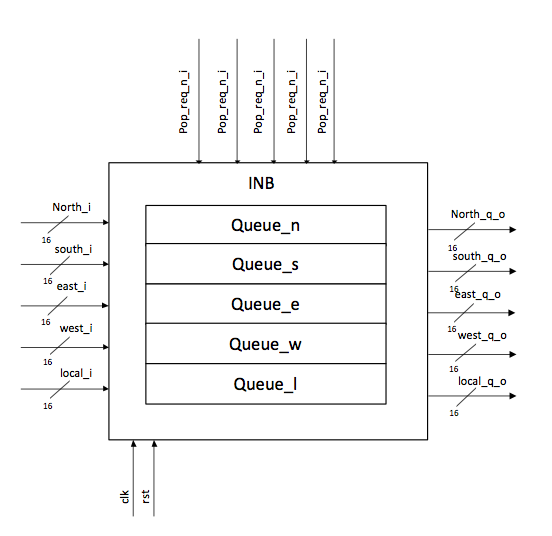 Pop_req_n_i
Pop_req_n_i
Pop_req_n_i
Pop_req_n_i
Pop_req_n_i
INB
North_i
16
south_i
16
east_i
16
west_i
16
local_i
16
Queue_n
Queue_s
Queue_e
Queue_w
Queue_l
North_q_o
16
south_q_o
16
east_q_o
16
west_q_o
16
local_q_o
16
clk
rst